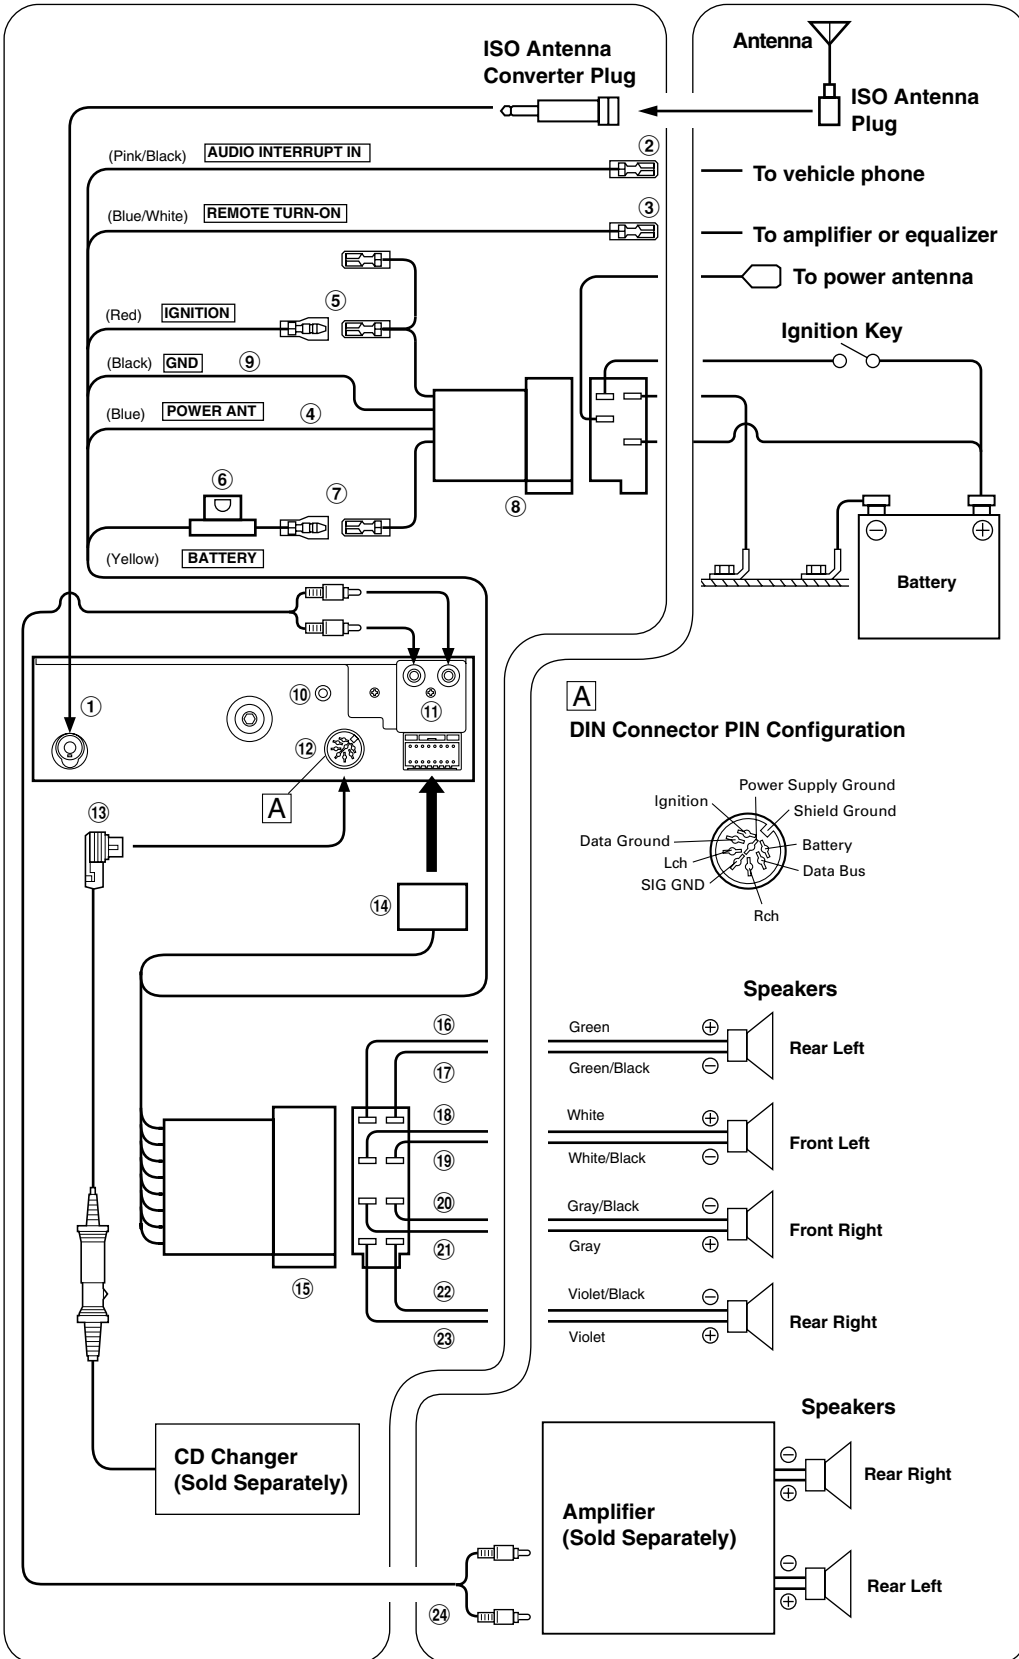 ISO Antenna
Converter Plug
Antenna
ISO Antenna
Plug
(Pink/Black) AUDIO INTERRUPT IN
②
To vehicle phone
(Blue/White) REMOTE TURN-ON
③
To amplifier or equalizer
To power antenna
⑤
(Red) IGNITION
Ignition Key
(Black) GND ⑨
(Blue) POWER ANT ④
⑥
⑦
⑧
(Yellow) BATTERY
⊖ ⊕
Battery
①
⑩
⑪
⑫
A
A
DIN Connector PIN Configuration
Power Supply Ground
Ignition
Shield Ground
Data Ground
Battery
Lch
Data Bus
SIG GND
Rch
⑬
⑭
Speakers
⑯ Green ⊕
Rear Left
⑰ Green/Black ⊖
⑱ White ⊕
Front Left
⑲ White/Black ⊖
⑳ Gray/Black ⊖
Front Right
㉑ Gray ⊕
⑮
㉒ Violet/Black ⊖
Rear Right
㉓ Violet ⊕
CD Changer
(Sold Separately)
Speakers
Amplifier
(Sold Separately)
⊖
Rear Right
⊕
⊖
Rear Left
⊕
㉔